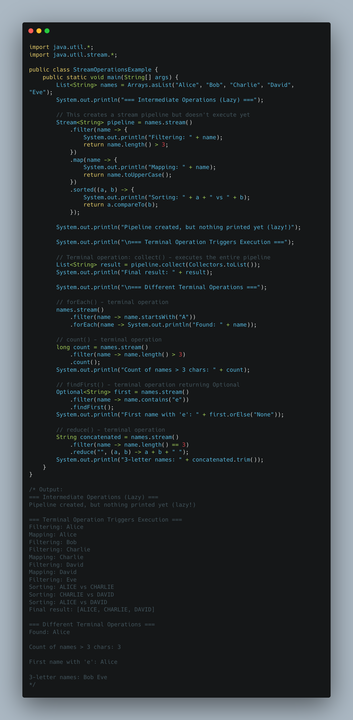 import java.util.*;
import java.util.stream.*;
public class StreamOperationsExample {
public static void main(String[] args) {
List<String> names = Arrays.asList("Alice", "Bob", "Charlie", "David",
"Eve");
System.out.println("=== Intermediate Operations (Lazy) ===");
// This creates a stream pipeline but doesn't execute yet
Stream<String> pipeline = names.stream()
.filter(name -> {
System.out.println("Filtering: " + name);
return name.length() > 3;
})
.map(name -> {
System.out.println("Mapping: " + name);
return name.toUpperCase();
})
.sorted((a, b) -> {
System.out.println("Sorting: " + a + " vs " + b);
return a.compareTo(b);
});
System.out.println("Pipeline created, but nothing printed yet (lazy!)");
System.out.println("\n=== Terminal Operation Triggers Execution ===");
// Terminal operation: collect() - executes the entire pipeline
List<String> result = pipeline.collect(Collectors.toList());
System.out.println("Final result: " + result);
System.out.println("\n=== Different Terminal Operations ===");
// forEach() - terminal operation
names.stream()
.filter(name -> name.startsWith("A"))
.forEach(name -> System.out.println("Found: " + name));
// count() - terminal operation
long count = names.stream()
.filter(name -> name.length() > 3)
.count();
System.out.println("Count of names > 3 chars: " + count);
// findFirst() - terminal operation returning Optional
Optional<String> first = names.stream()
.filter(name -> name.contains("e"))
.findFirst();
System.out.println("First name with 'e': " + first.orElse("None"));
// reduce() - terminal operation
String concatenated = names.stream()
.filter(name -> name.length() == 3)
.reduce("", (a, b) -> a + b + " ");
System.out.println("3-letter names: " + concatenated.trim());
}
}
/* Output:
=== Intermediate Operations (Lazy) ===
Pipeline created, but nothing printed yet (lazy!)
=== Terminal Operation Triggers Execution ===
Filtering: Alice
Mapping: Alice
Filtering: Bob
Filtering: Charlie
Mapping: Charlie
Filtering: David
Mapping: David
Filtering: Eve
Sorting: ALICE vs CHARLIE
Sorting: CHARLIE vs DAVID
Sorting: ALICE vs DAVID
Final result: [ALICE, CHARLIE, DAVID]
=== Different Terminal Operations ===
Found: Alice
Count of names > 3 chars: 3
First name with 'e': Alice
3-letter names: Bob Eve
*/